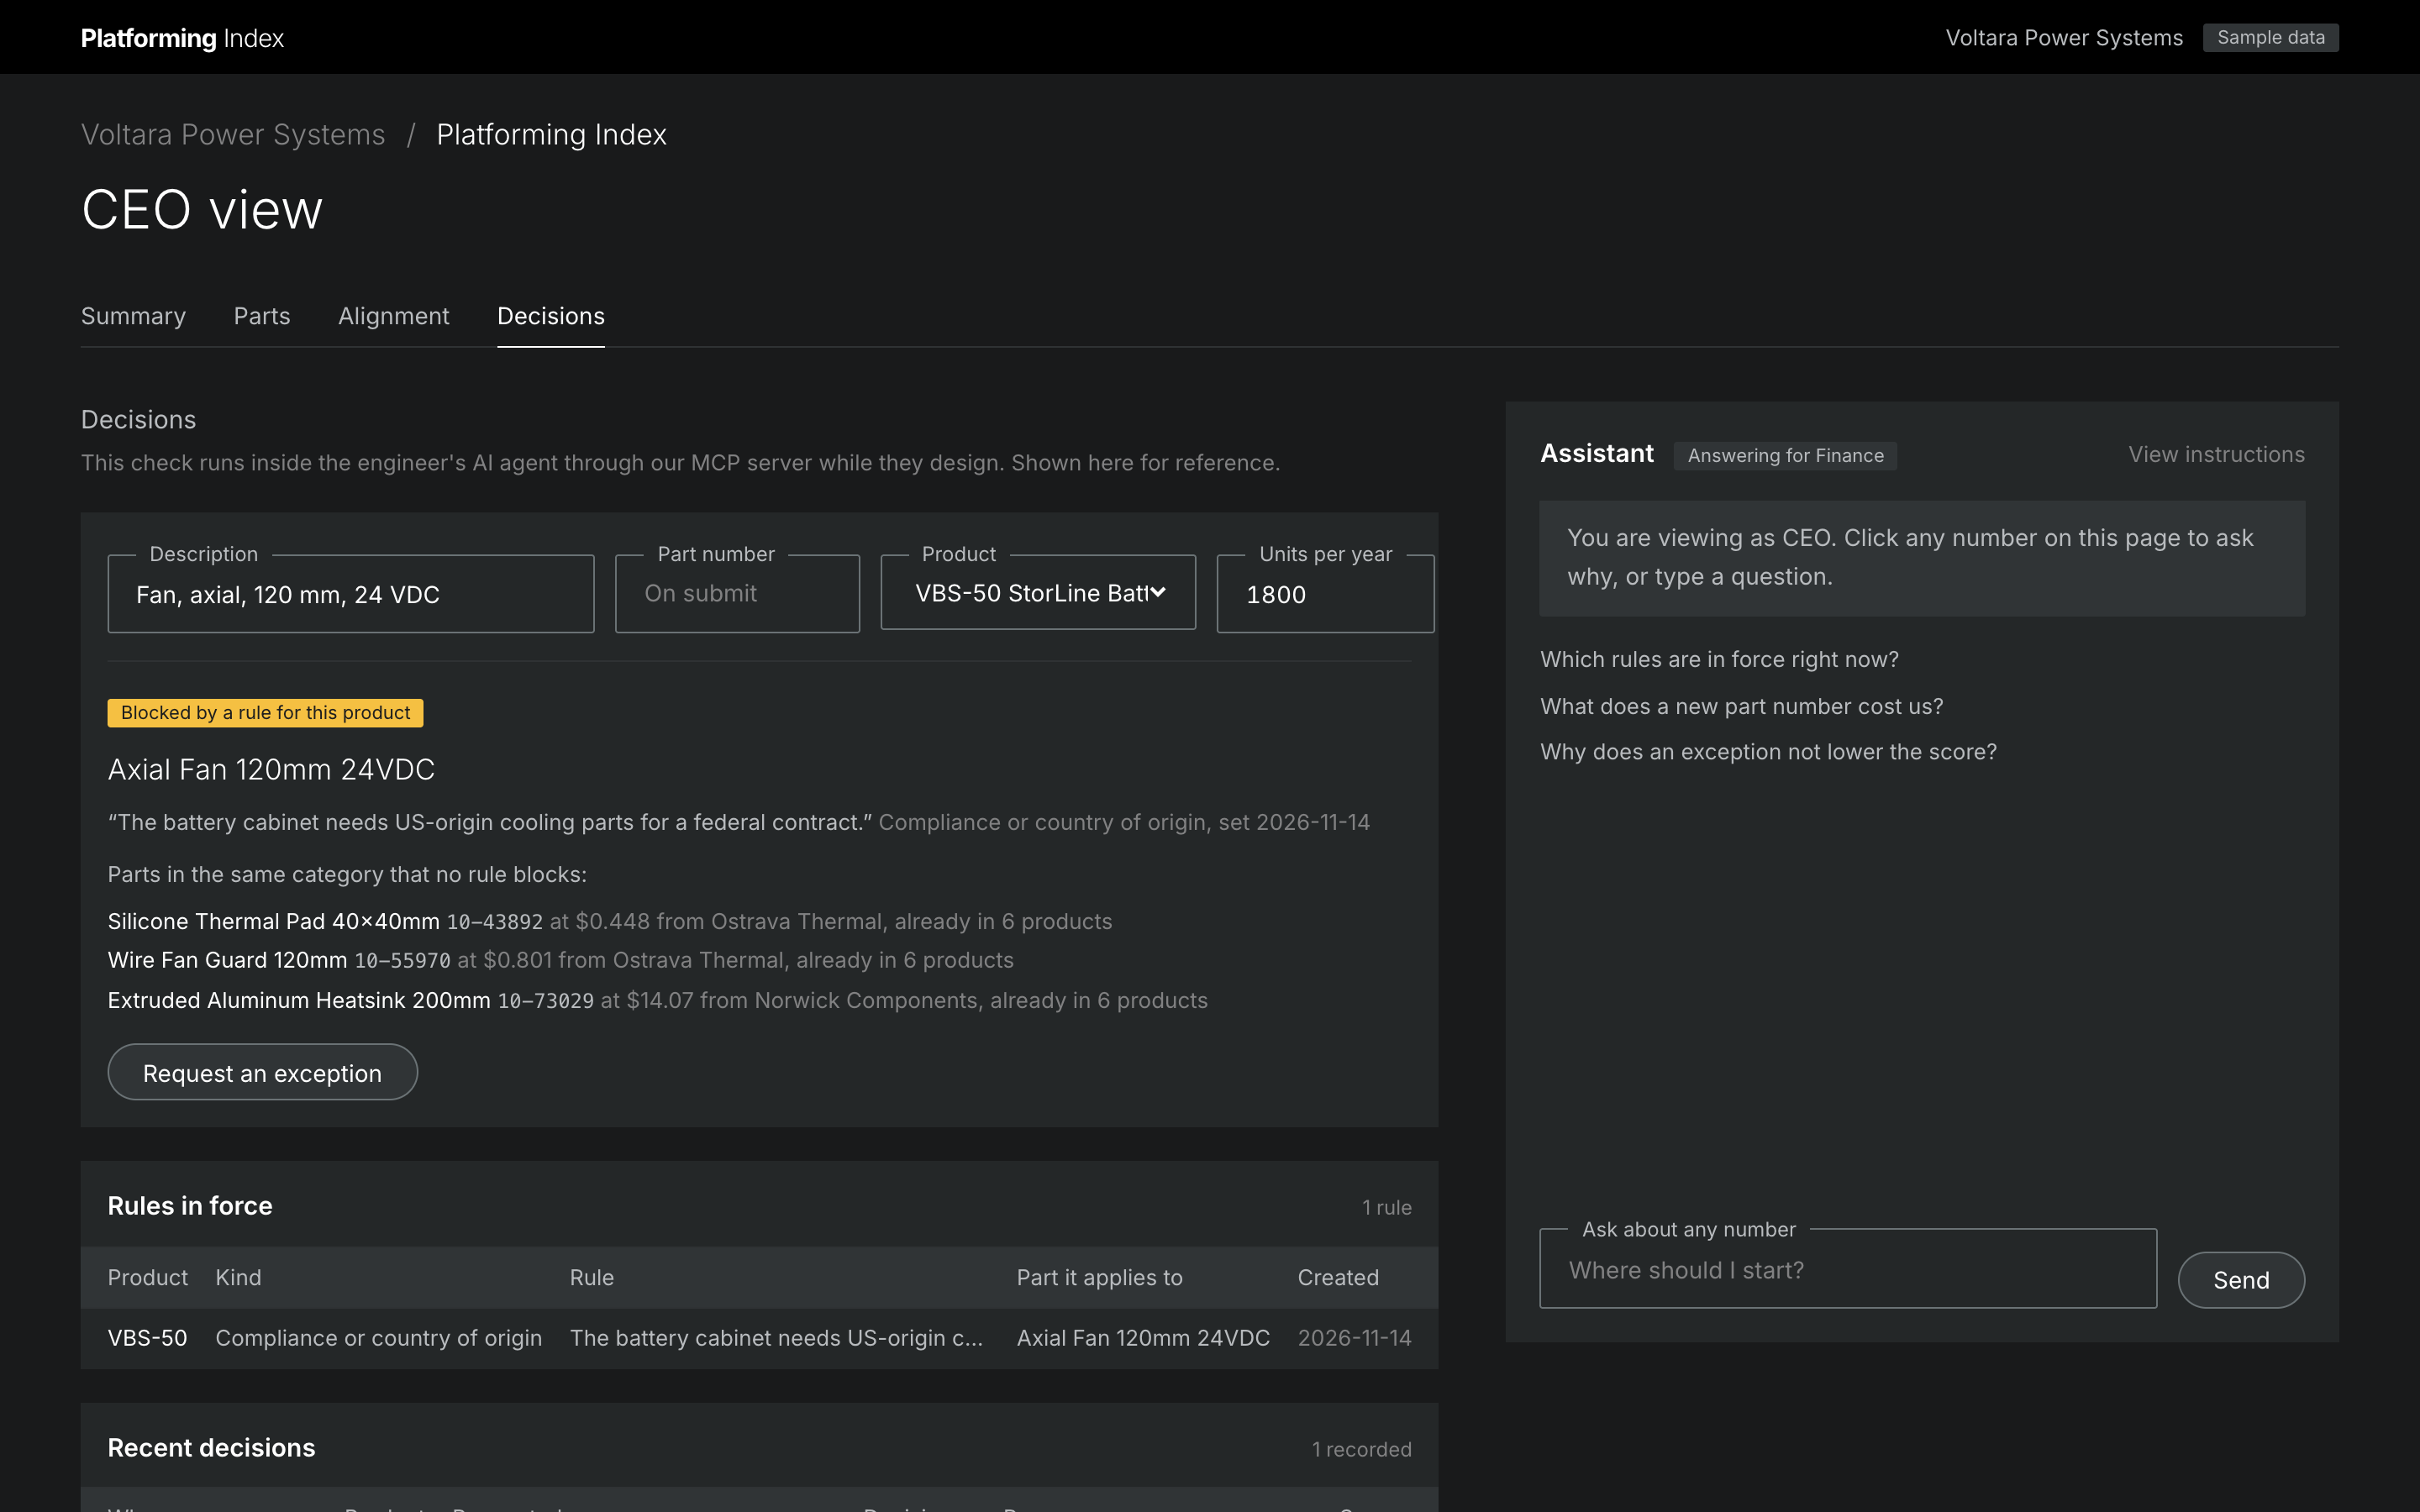 Platforming Index
Voltara Power Systems
Sample data
Voltara Power Systems / Platforming Index
CEO view
Summary
Parts
Alignment
Decisions
Decisions
This check runs inside the engineer's AI agent through our MCP server while they design. Shown here for reference.
Description
Fan, axial, 120 mm, 24 VDC
Part number
On submit
Product
VBS-50 StorLine Batt
Units per year
1800
Blocked by a rule for this product
Axial Fan 120mm 24VDC
“The battery cabinet needs US-origin cooling parts for a federal contract.” Compliance or country of origin, set 2026-11-14
Parts in the same category that no rule blocks:
Silicone Thermal Pad 40×40mm 10-43892 at $0.448 from Ostrava Thermal, already in 6 products
Wire Fan Guard 120mm 10-55970 at $0.801 from Ostrava Thermal, already in 6 products
Extruded Aluminum Heatsink 200mm 10-73029 at $14.07 from Norwick Components, already in 6 products
Request an exception
Rules in force
1 rule
Product Kind Rule Part it applies to Created
VBS-50 Compliance or country of origin The battery cabinet needs US-origin c... Axial Fan 120mm 24VDC 2026-11-14
Recent decisions
1 recorded
Assistant
Answering for Finance
View instructions
You are viewing as CEO. Click any number on this page to ask
why, or type a question.
Which rules are in force right now?
What does a new part number cost us?
Why does an exception not lower the score?
Ask about any number
Where should I start?
Send